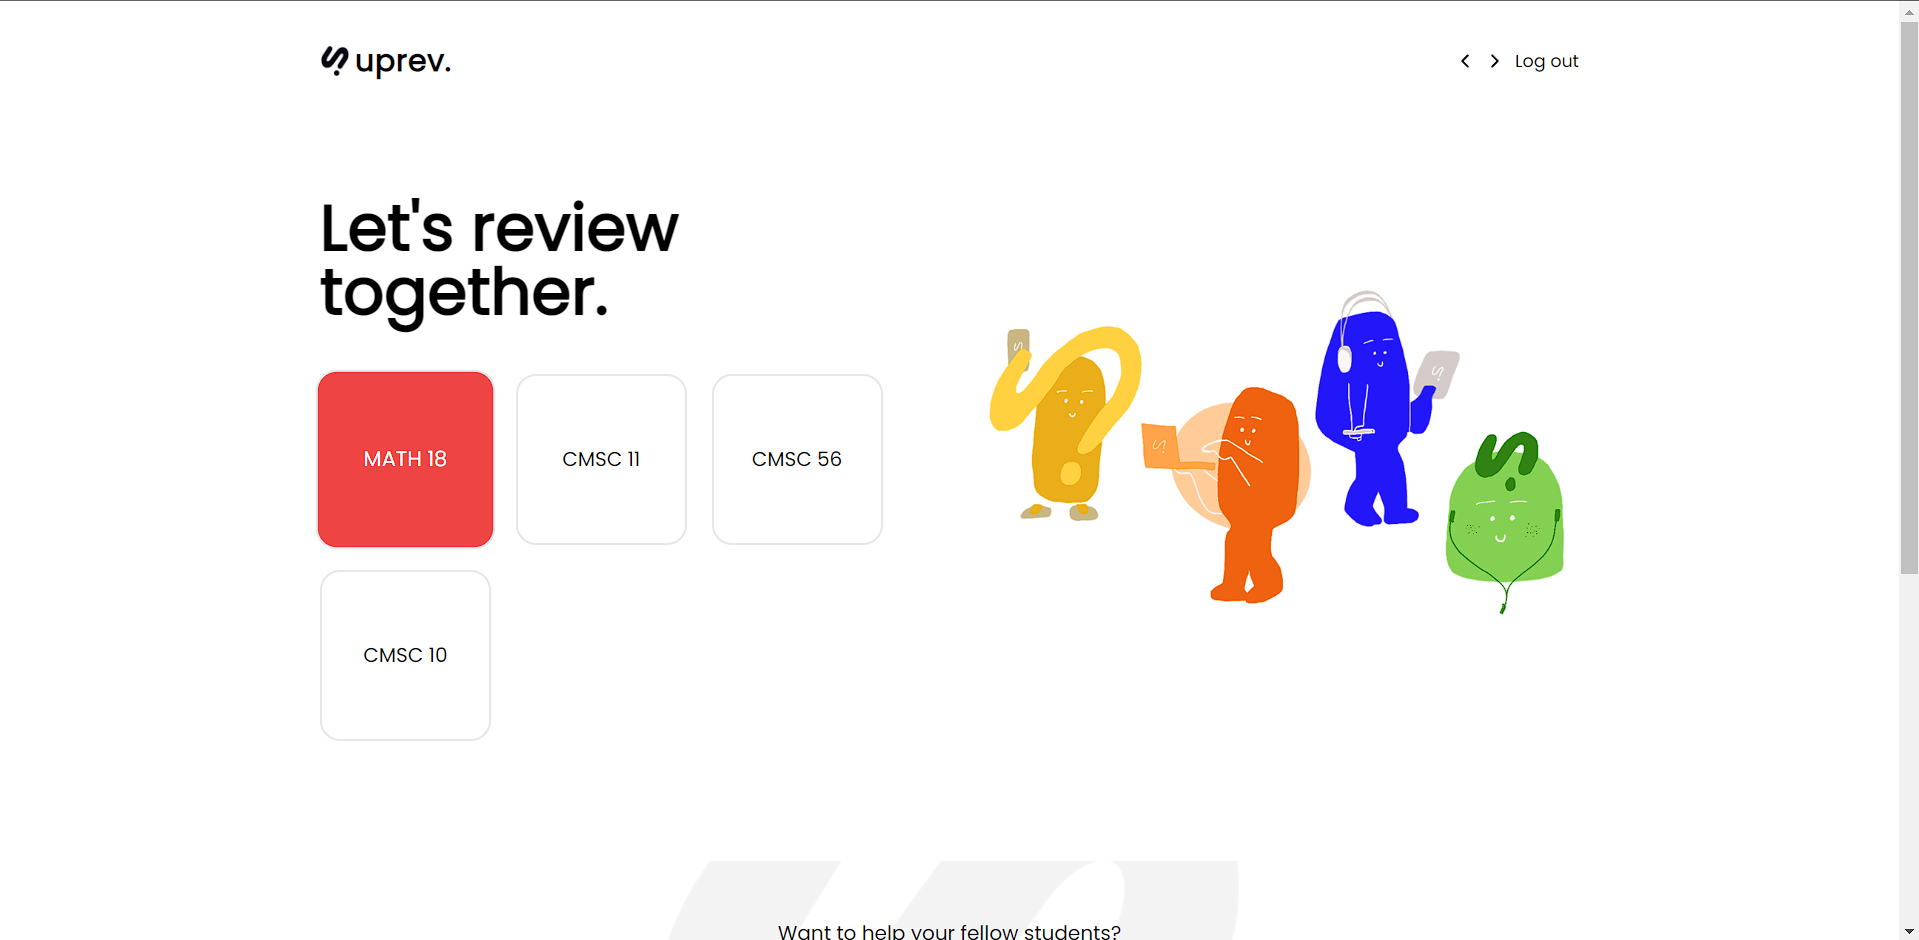 uprev.
Log out
Let's review
together.
MATH 18
CMSC 11
CMSC 56
CMSC 10
Want to help your fellow students?